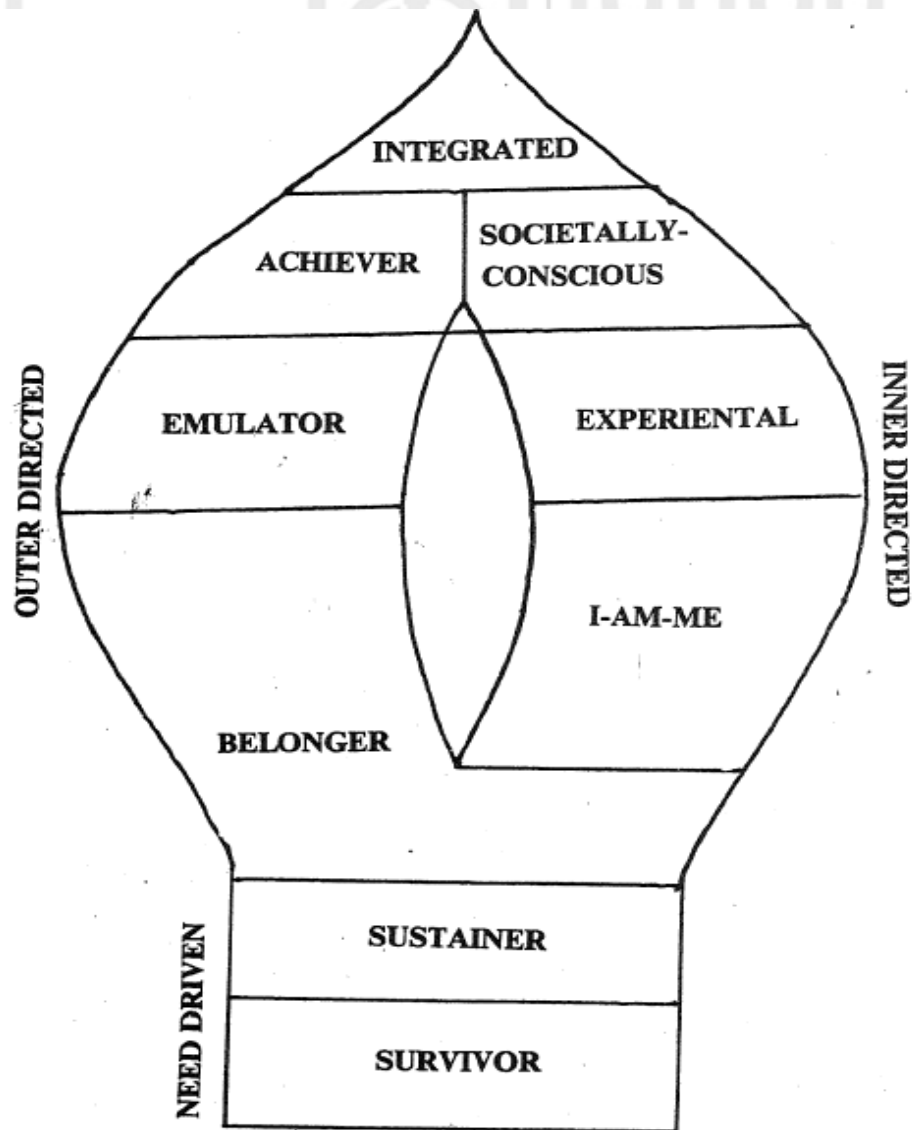 INTEGRATED
ACHIEVER
SOCIETALLY-
CONSCIOUS
OUTER DIRECTED
EMULATOR
EXPERIENTAL
INNER DIRECTED
I-AM-ME
BELONGER
NEED DRIVEN
SUSTAINER
SURVIVOR